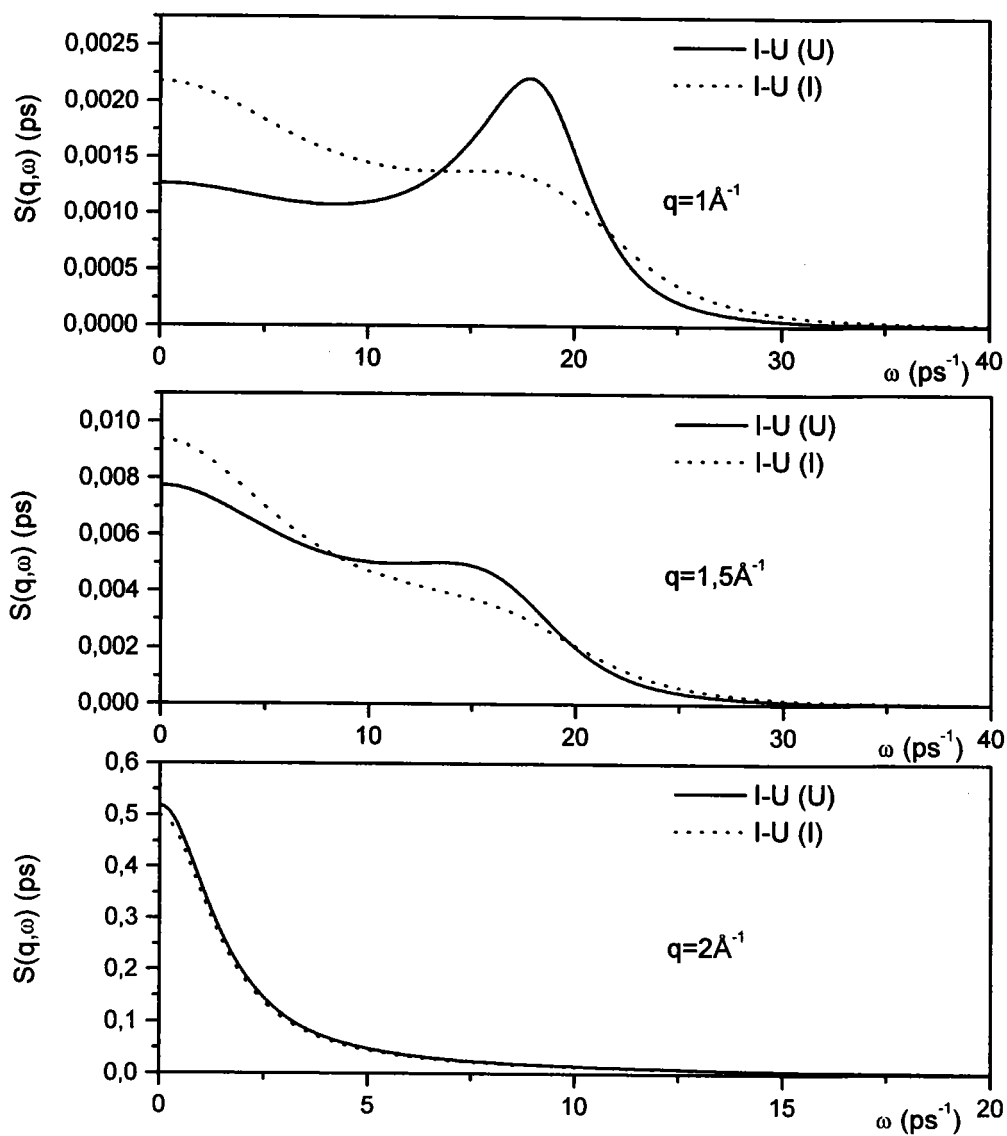 0,0025
0,0020
0,0015
0,0010
0,0005
0,0000
S(q,ω) (ps)
I-U (U)
I-U (I)
q=1Å⁻¹
0 10 20 30 40
ω (ps⁻¹)
0,010
0,008
0,006
0,004
0,002
0,000
S(q,ω) (ps)
I-U (U)
I-U (I)
q=1,5Å⁻¹
0 10 20 30 40
ω (ps⁻¹)
0,6
0,5
0,4
0,3
0,2
0,1
0,0
S(q,ω) (ps)
I-U (U)
I-U (I)
q=2Å⁻¹
0 5 10 15 20
ω (ps⁻¹)